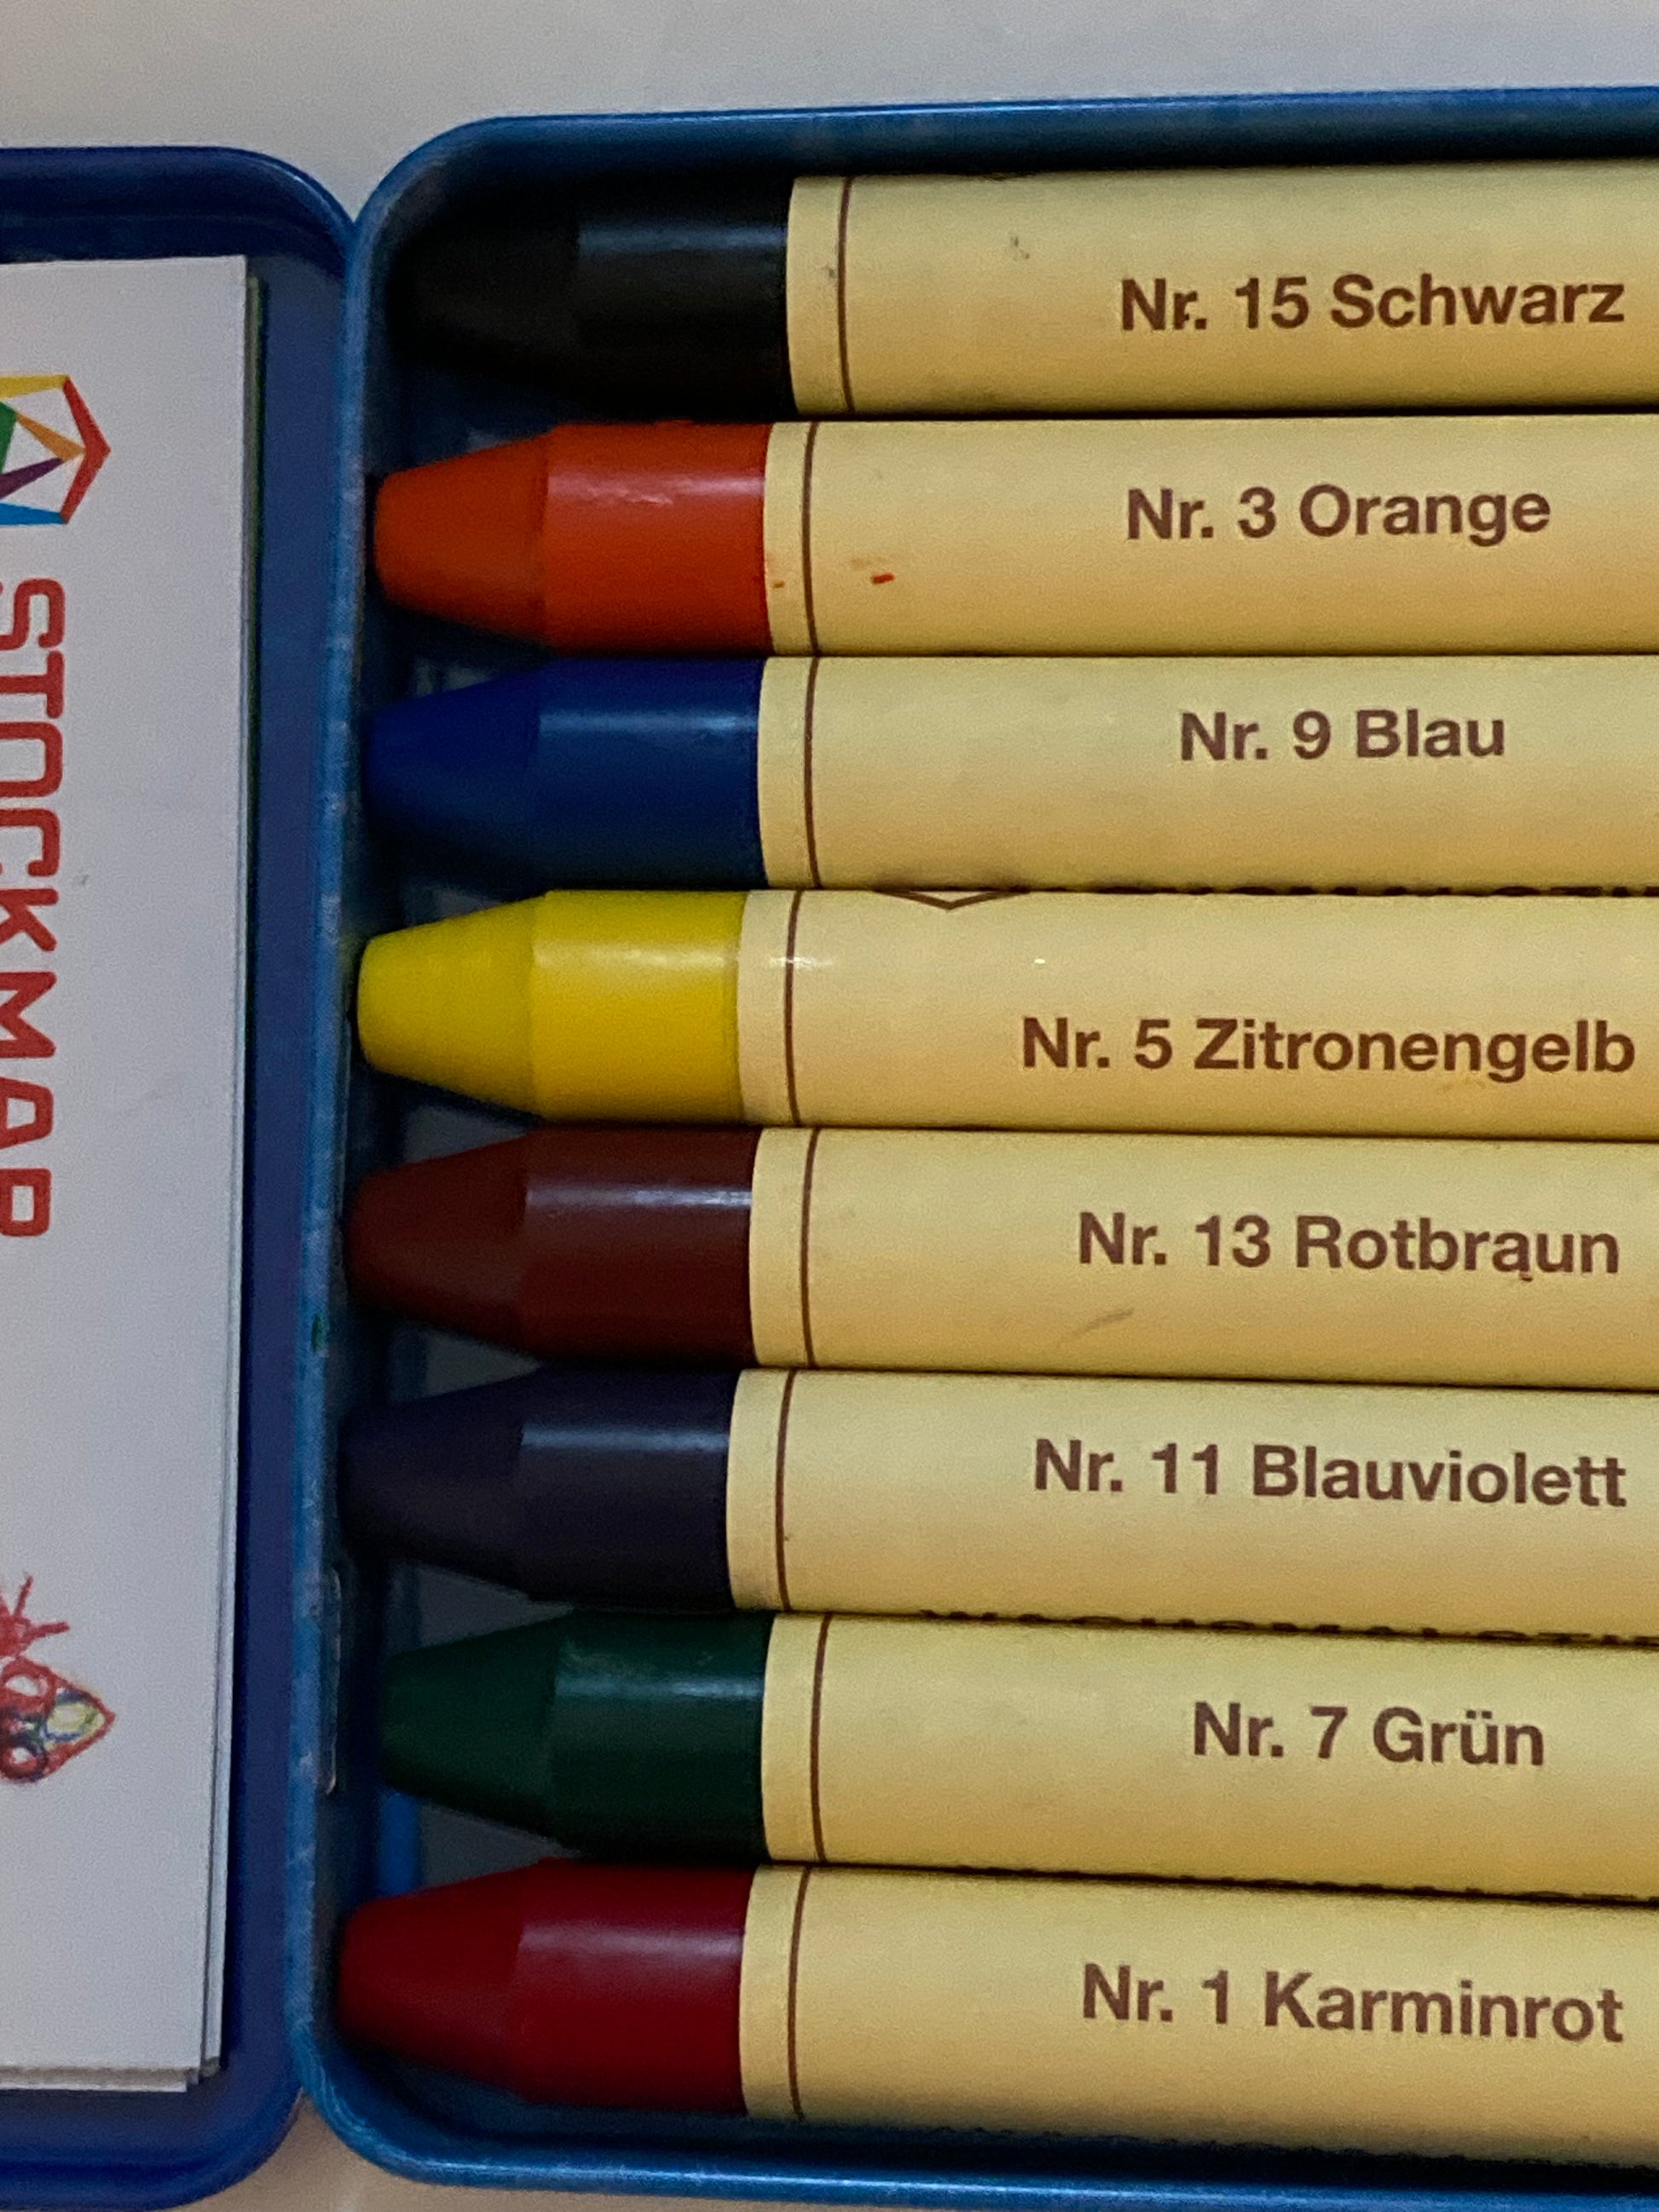 STOCKMAR
Nr. 15 Schwarz
Nr. 3 Orange
Nr. 9 Blau
Nr. 5 Zitronengelb
Nr. 13 Rotbraun
Nr. 11 Blauviolett
Nr. 7 Grün
Nr. 1 Karminrot